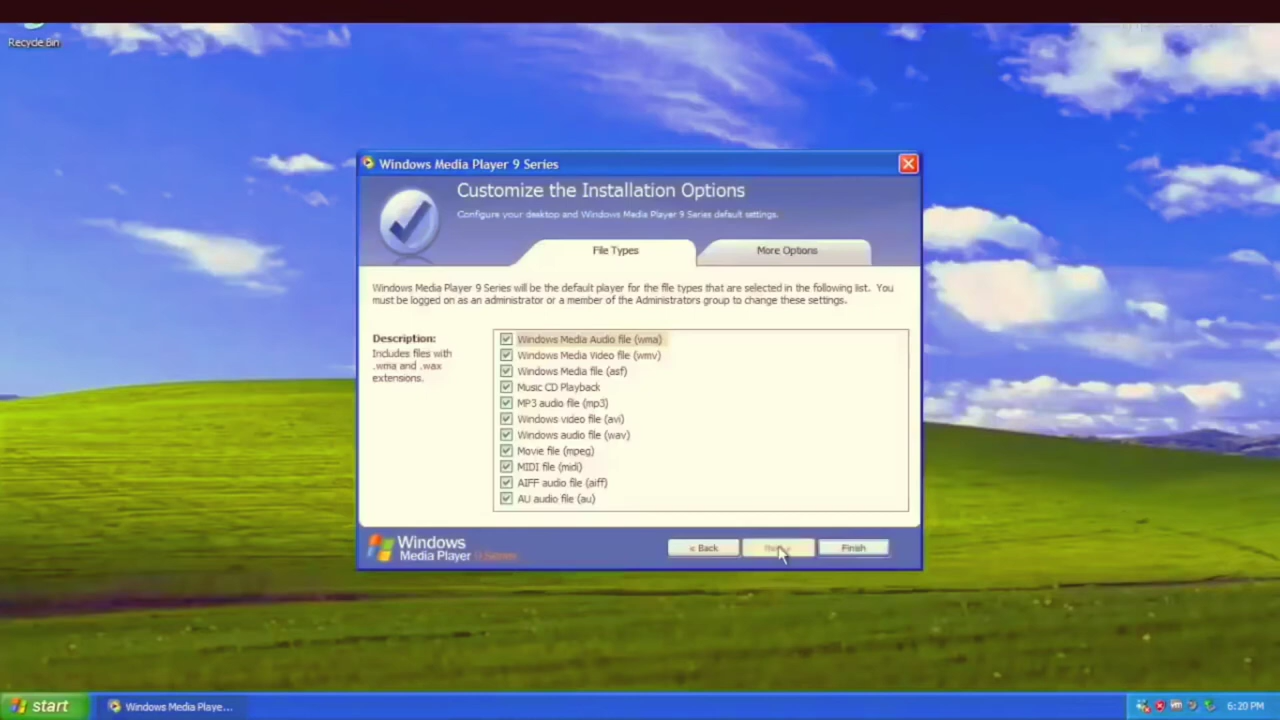 Recycle Bin
Windows Media Player 9 Series
Customize the Installation Options
Configure your desktop and Windows Media Player 9 Series default settings.
File Types
More Options
Windows Media Player 9 Series will be the default player for the file types that are selected in the following list. You
must be logged on as an administrator or a member of the Administrators group to change these settings.
Description:
Includes files with
.wma and .wax
extensions.
Windows Media Audio file (wma)
Windows Media Video file (wmv)
Windows Media file (asf)
Music CD Playback
MP3 audio file (mp3)
Windows video file (avi)
Windows audio file (wav)
Movie file (mpeg)
MIDI file (midi)
AIFF audio file (aiff)
AU audio file (au)
Windows
Media Player 9 Series
« Back
Finish
start
Windows Media Playe...
6:20 PM